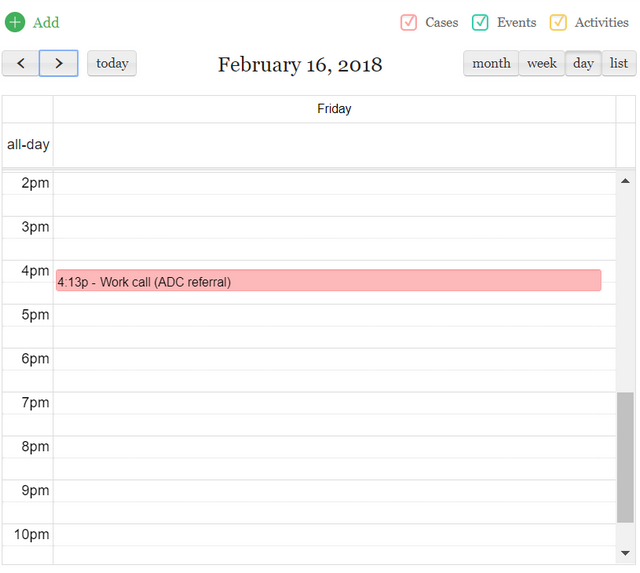 Add
Cases Events Activities
today
February 16, 2018
month week day list
Friday
all-day
2pm
3pm
4pm
4:13p - Work call (ADC referral)
5pm
6pm
7pm
8pm
9pm
10pm